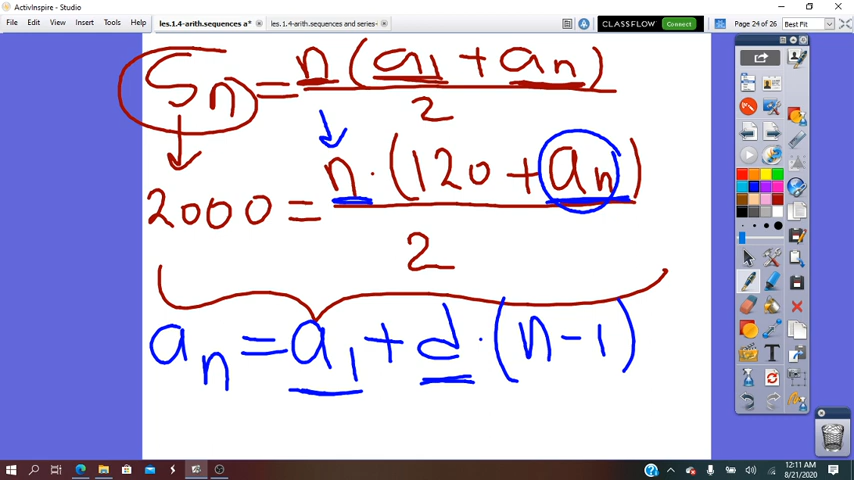 ActivInspire - Studio
File Edit View Insert Tools Help
les.1.4-arith.sequences a*
les.1.4-arith.sequences and series-
CLASSFLOW
Connect
Page 24 of 26
Best Fit
Sn = n(a1 + an)
2
2000 = n·(120 + an)
2
an = a1 + d·(n-1)
12:11 AM
8/21/2020